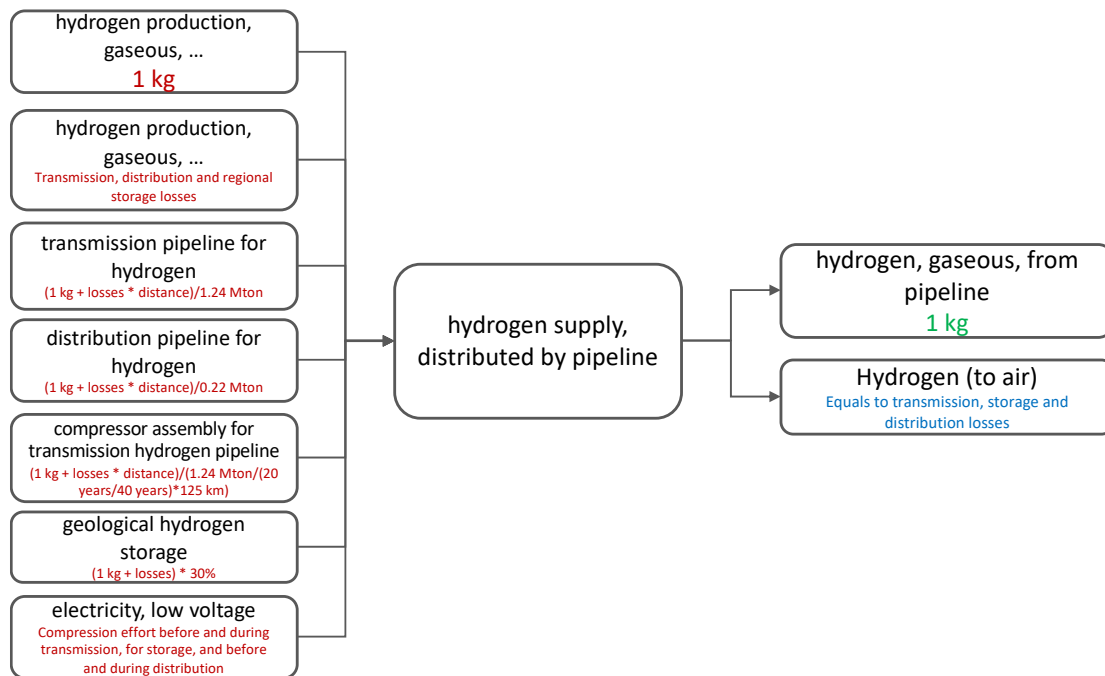 hydrogen production,
gaseous, …
1 kg
hydrogen production,
gaseous, …
Transmission, distribution and regional
storage losses
transmission pipeline for
hydrogen
(1 kg + losses * distance)/1.24 Mton
distribution pipeline for
hydrogen
(1 kg + losses * distance)/0.22 Mton
compressor assembly for
transmission hydrogen pipeline
(1 kg + losses * distance)/(1.24 Mton/(20
years/40 years)*125 km)
geological hydrogen
storage
(1 kg + losses) * 30%
electricity, low voltage
Compression effort before and during
transmission, for storage, and before
and during distribution
hydrogen supply,
distributed by pipeline
hydrogen, gaseous, from
pipeline
1 kg
Hydrogen (to air)
Equals to transmission, storage and
distribution losses